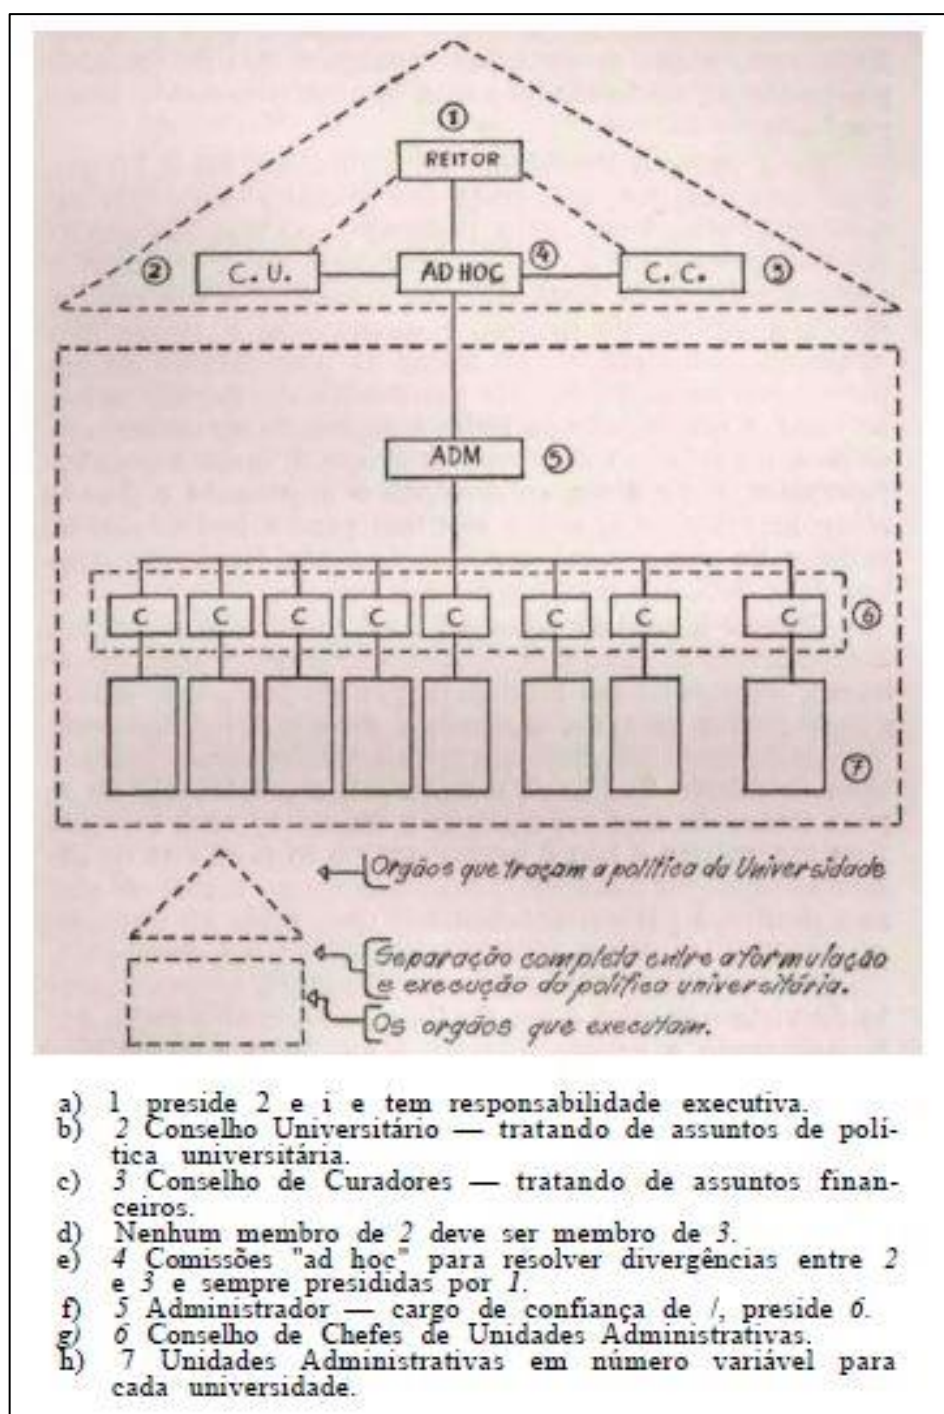 ①
REITOR
② C. U. AD HOC ④ C. C. ③
ADM ⑤
C C C C C C C C ⑥
⑦
Orgãos que traçam a política da Universidade
Separação completa entre a formulação
e execução da política universitária.
Os orgãos que executam.
a) 1 preside 2 e i e tem responsabilidade executiva.
b) 2 Conselho Universitário — tratando de assuntos de polí-
tica universitária.
c) 3 Conselho de Curadores — tratando de assuntos finan-
ceiros.
d) Nenhum membro de 2 deve ser membro de 3.
e) 4 Comissões "ad hoc" para resolver divergências entre 2
e 3 e sempre presididas por 1.
f) 5 Administrador — cargo de confiança de /, preside 6.
g) 6 Conselho de Chefes de Unidades Administrativas.
h) 7 Unidades Administrativas em número variável para
cada universidade.